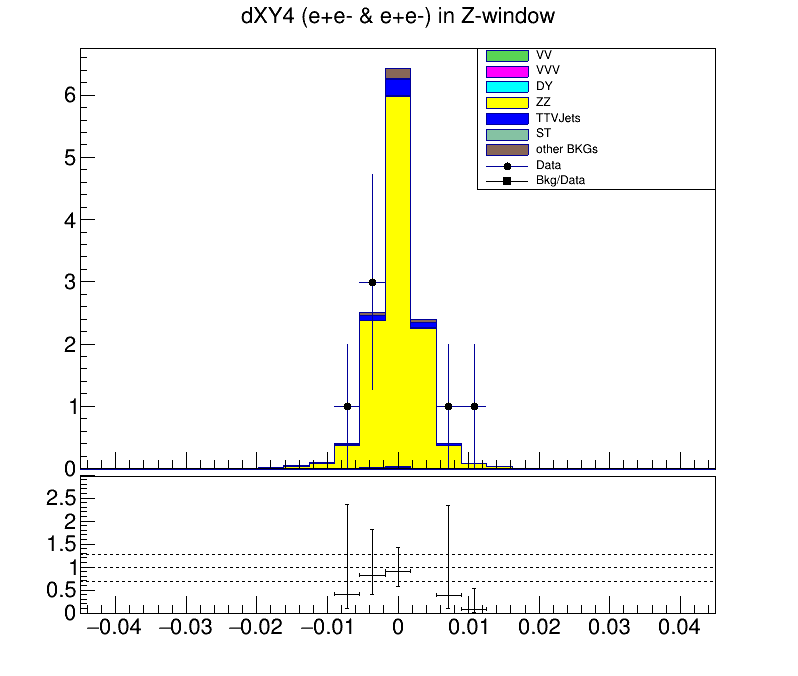 dXY4 (e+e- & e+e-) in Z-window
VV
VVV
DY
ZZ
TTVJets
ST
other BKGs
Data
Bkg/Data
6
5
4
3
2
1
0
2.5
2
1.5
1
0.5
0
−0.04 −0.03 −0.02 −0.01 0 0.01 0.02 0.03 0.04